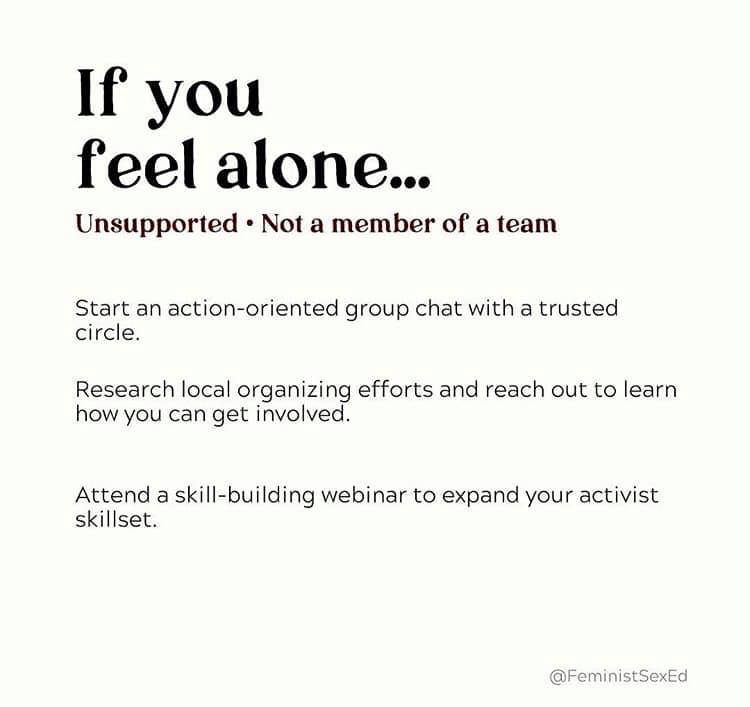 If you
feel alone...
Unsupported • Not a member of a team
Start an action-oriented group chat with a trusted
circle.
Research local organizing efforts and reach out to learn
how you can get involved.
Attend a skill-building webinar to expand your activist
skillset.
@FeministSexEd